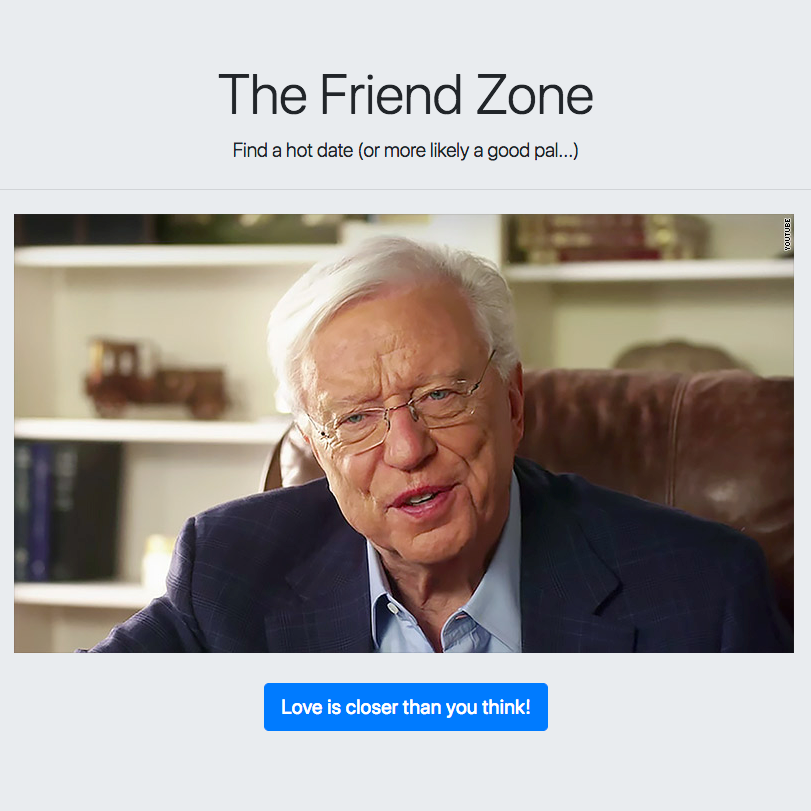 The Friend Zone
Find a hot date (or more likely a good pal...)
YOUTUBE
Love is closer than you think!